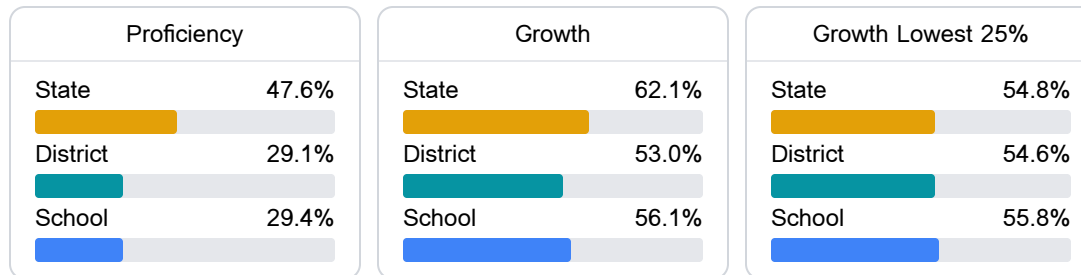 Proficiency
State 47.6%
District 29.1%
School 29.4%
Growth
State 62.1%
District 53.0%
School 56.1%
Growth Lowest 25%
State 54.8%
District 54.6%
School 55.8%